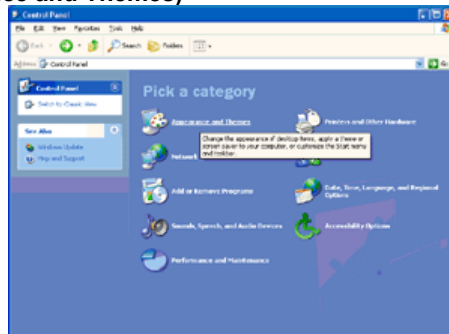 and Themes)
Control Panel
File Edit View Favorites Tools Help
Back Search Folders
Address Control Panel Go
Control Panel
Switch to Classic View
See Also
Windows Update
Help and Support
Pick a category
Appearance and Themes
Printers and Other Hardware
Change the appearance of desktop items, apply a theme or
screen saver to your computer, or customize the Start menu
and taskbar.
Network
Add or Remove Programs
Date, Time, Language, and Regional
Options
Sounds, Speech, and Audio Devices
Accessibility Options
Performance and Maintenance